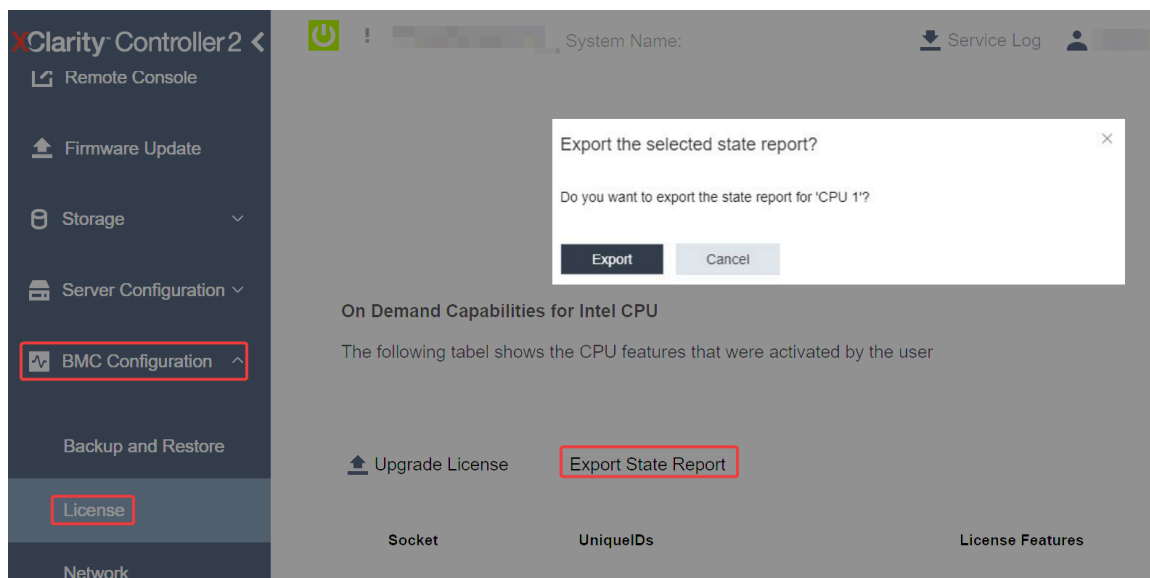 XClarity Controller 2
System Name:
Service Log
Remote Console
Firmware Update
Export the selected state report?
Do you want to export the state report for 'CPU 1'?
Storage
Export
Cancel
Server Configuration
On Demand Capabilities for Intel CPU
The following tabel shows the CPU features that were activated by the user
BMC Configuration
Backup and Restore
Upgrade License
Export State Report
License
Socket
UniqueIDs
License Features
Network